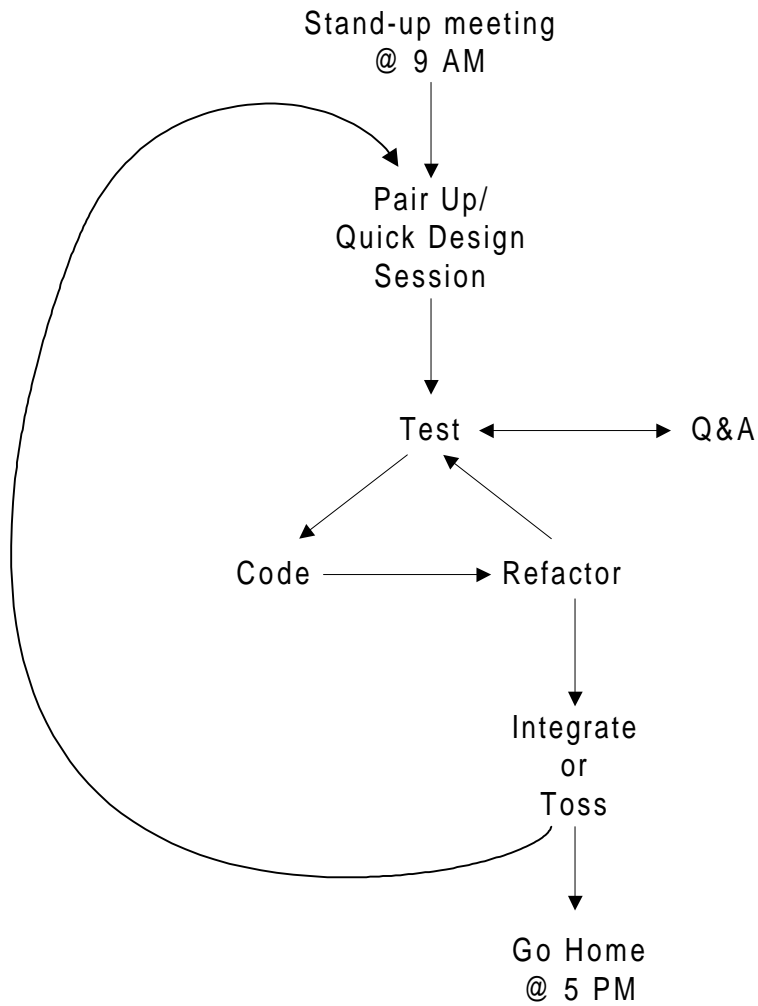 Stand-up meeting
@ 9 AM
Pair Up/
Quick Design
Session
Test
Q&A
Code
Refactor
Integrate
or
Toss
Go Home
@ 5 PM